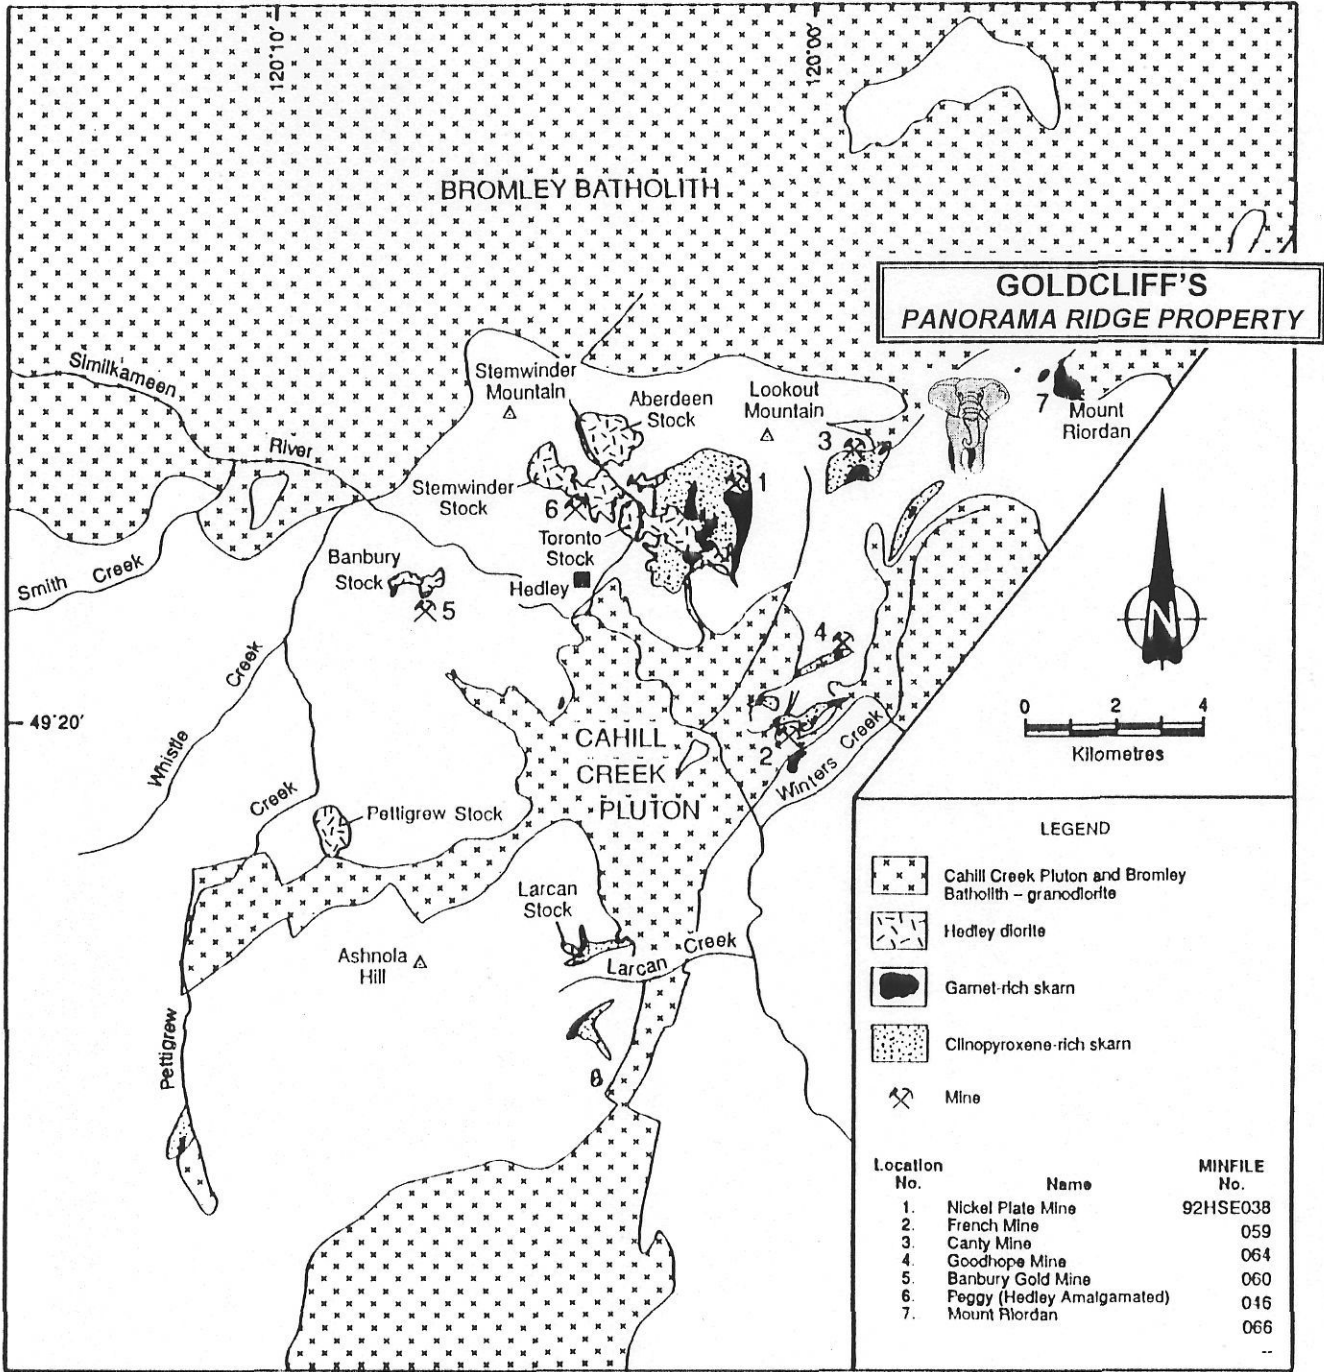 120°10'
120°00'
BROMLEY BATHOLITH
GOLDCLIFF'S
PANORAMA RIDGE PROPERTY
Similkameen
River
Stemwinder
Mountain
Aberdeen
Stock
Lookout
Mountain
3
7
Mount
Riordan
Stemwinder
Stock
1
6
Toronto
Stock
Smith Creek
Banbury
Stock
Hedley
5
N
4
Creek
Whistle
49°20'
CAHILL
CREEK
PLUTON
2
Winters Creek
0 2 4
Kilometres
Creek
Pettigrew Stock
Larcan
Stock
Ashnola
Hill
Larcan Creek
Pettigrew
LEGEND
Cahill Creek Pluton and Bromley
Batholith – granodiorite
Hedley diorite
Garnet-rich skarn
Clinopyroxene-rich skarn
Mine
Location Name MINFILE
No. No.
1. Nickel Plate Mine 92HSE038
2. French Mine 059
3. Canty Mine 064
4. Goodhope Mine 060
5. Banbury Gold Mine 046
6. Peggy (Hedley Amalgamated) 066
7. Mount Riordan --